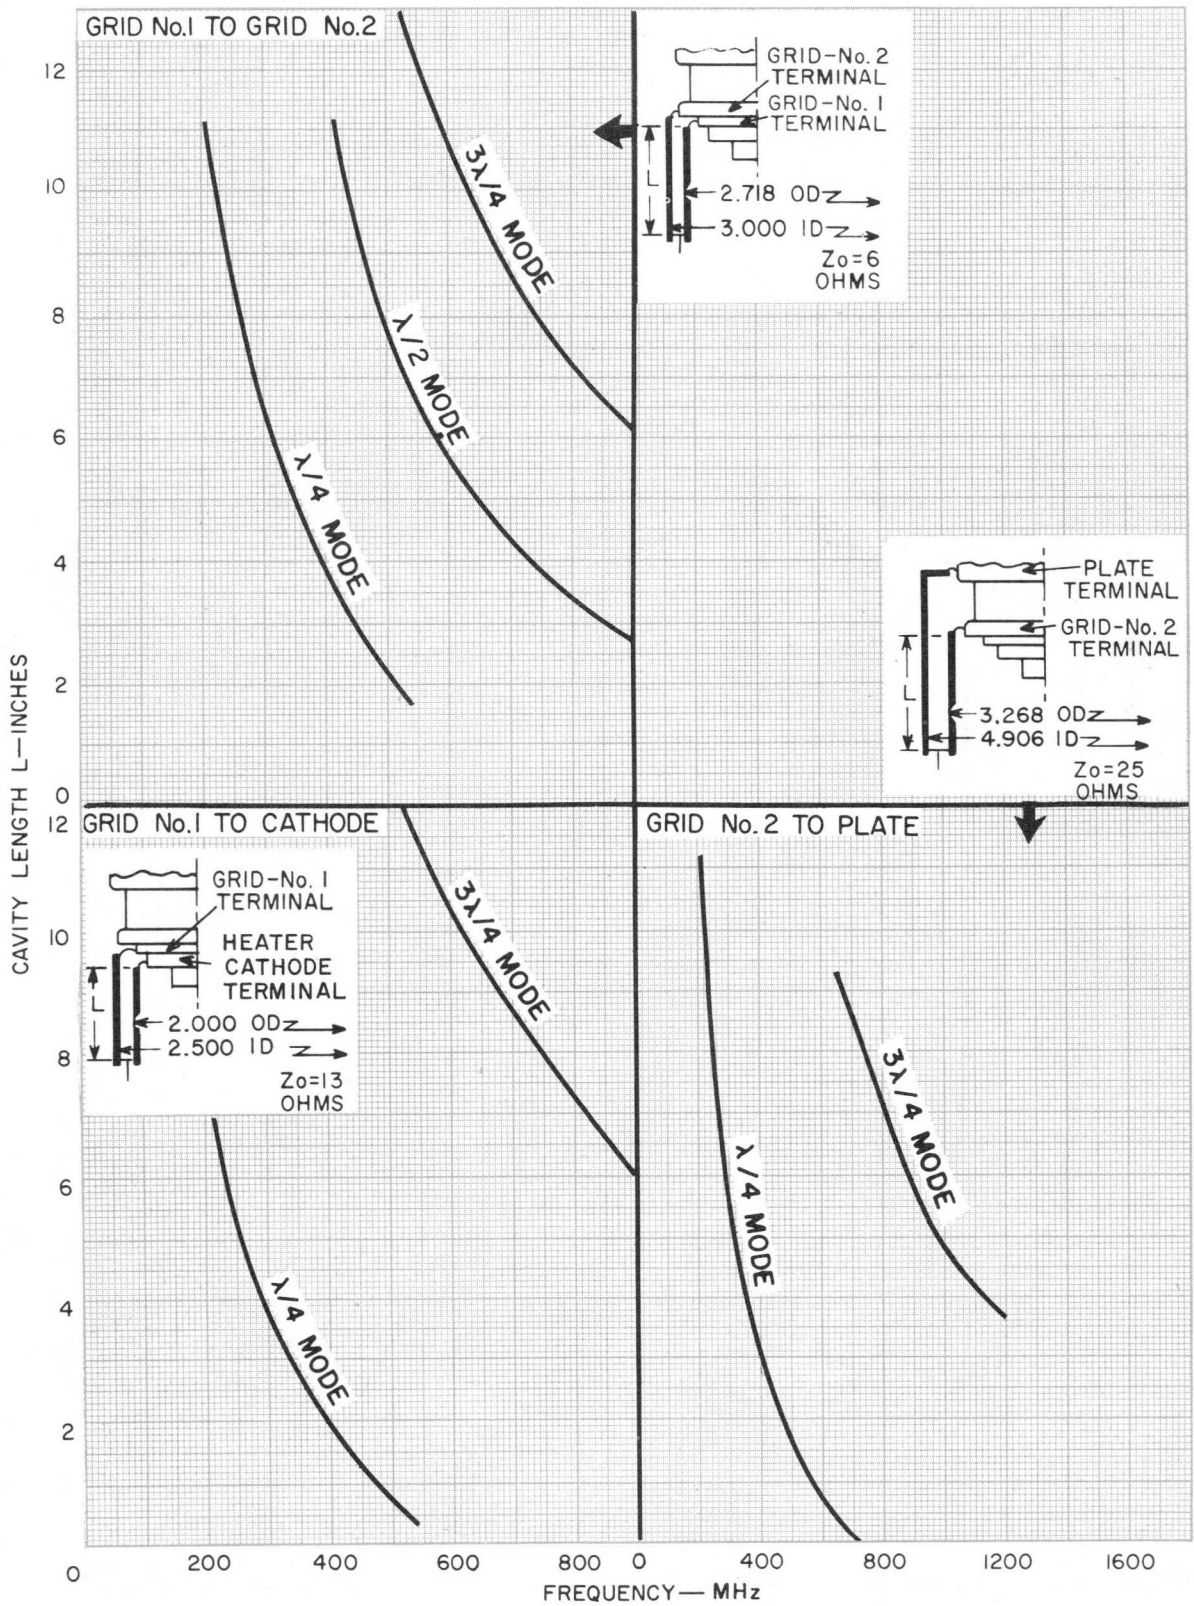 GRID No.1 TO GRID No.2
12
10
8
6
4
2
0
3λ/4 MODE
λ/2 MODE
λ/4 MODE
GRID-No.2
TERMINAL
GRID-No.1
TERMINAL
L
2.718 OD
3.000 ID
Zo=6
OHMS
PLATE
TERMINAL
GRID-No.2
TERMINAL
L
3.268 OD
4.906 ID
Zo=25
OHMS
CAVITY LENGTH L—INCHES
GRID No.1 TO CATHODE
12
10
8
6
4
2
0
GRID-No.1
TERMINAL
HEATER
CATHODE
TERMINAL
L
2.000 OD
2.500 ID
Zo=13
OHMS
3λ/4 MODE
λ/4 MODE
GRID No.2 TO PLATE
λ/4 MODE
3λ/4 MODE
200 400 600 800 0 400 800 1200 1600
FREQUENCY—MHz